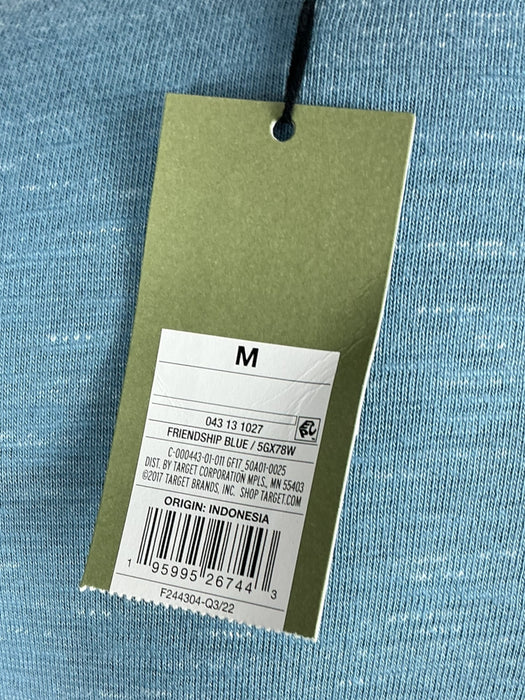 M
043 13 1027
FRIENDSHIP BLUE / 5GX78W
C-000443-01-011 GF17_50A01-0025
DIST. BY TARGET CORPORATION MPLS., MN 55403
©2017 TARGET BRANDS, INC. SHOP TARGET.COM
ORIGIN: INDONESIA
1 95995 26744 3
F244304-Q3/22